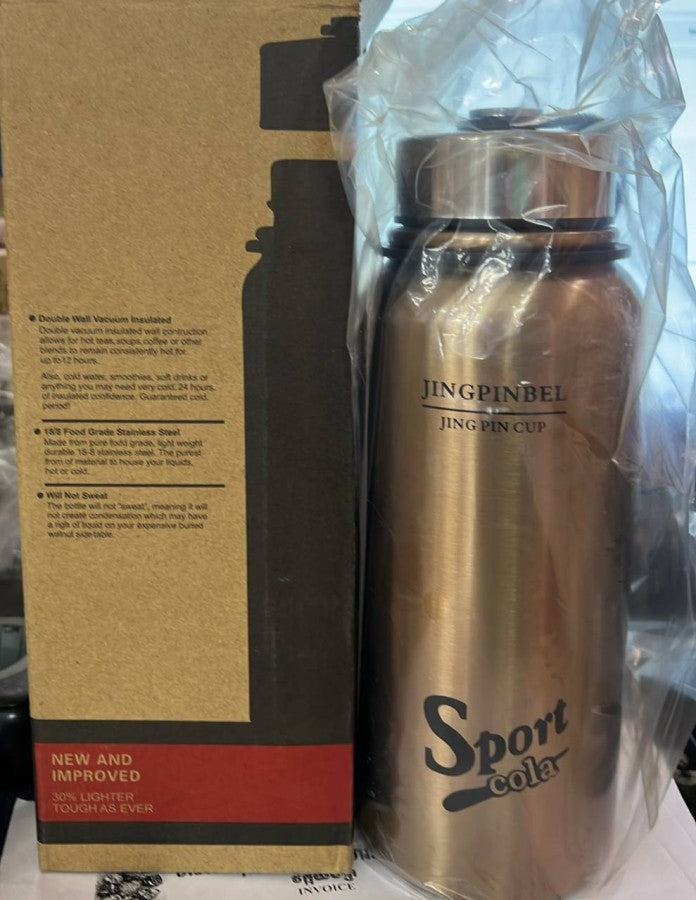 Double Wall Vacuum Insulated
Double vacuum insulated wall contruction
allows for hot teas,soups,coffee or other
blends to remain consistently hot for
up to12 hours.
Also, cold water, smoothies, soft drinks or
anything you may need very cold. 24 hours
of insulated confidence. Guaranteed cold,
period!
18/8 Food Grade Stainless Steel
Made from pure fodd grade, light weight
durable 18-8 stainless steel. The purest
from of material to house your liquids,
hot or cold.
Will Not Sweat
The bottle will not "sweat", meaning it will
not create condensation which may have
a righ of liquid on your expensive burled
walnut side table.
NEW AND
IMPROVED
30% LIGHTER
TOUGH AS EVER
JINGPINBEL
JING PIN CUP
Sport
cola
INVOICE